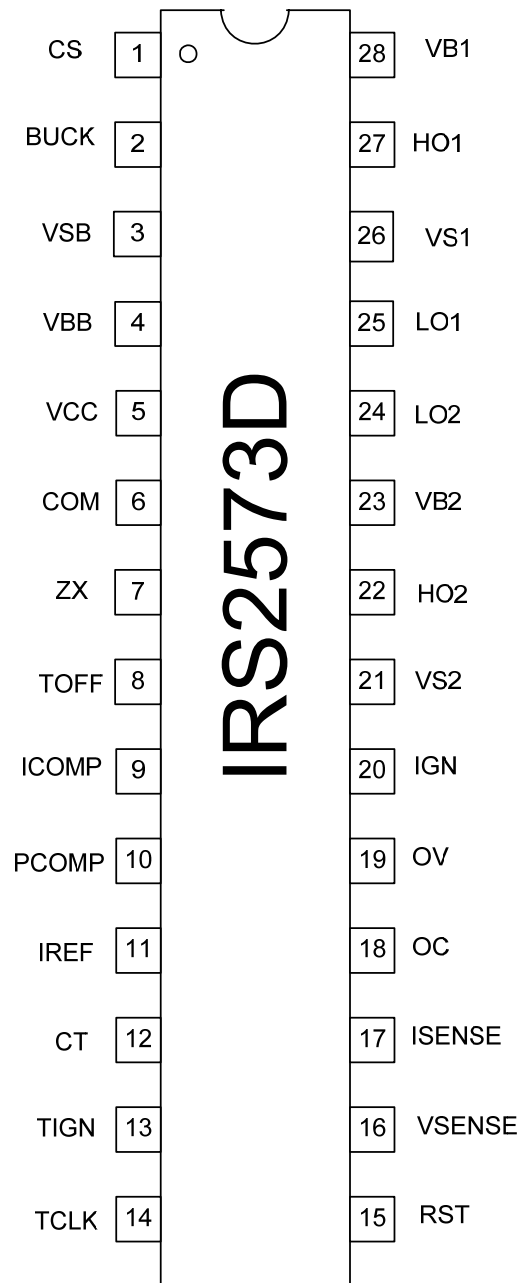 CS 1 28 VB1
BUCK 2 27 HO1
VSB 3 26 VS1
VBB 4 25 LO1
VCC 5 24 LO2
COM 6 23 VB2
ZX 7 22 HO2
TOFF 8 21 VS2
ICOMP 9 20 IGN
PCOMP 10 19 OV
IREF 11 18 OC
CT 12 17 ISENSE
TIGN 13 16 VSENSE
TCLK 14 15 RST
IRS2573D